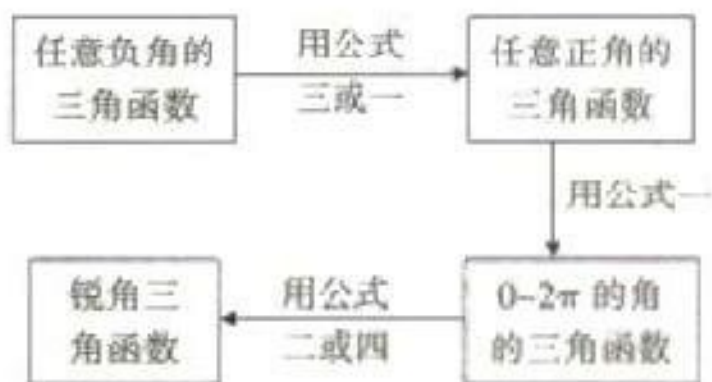 任意负角的
三角函数
用公式
三或一
任意正角的
三角函数
用公式一
0-2π 的角
的三角函数
用公式
二或四
锐角三
角函数